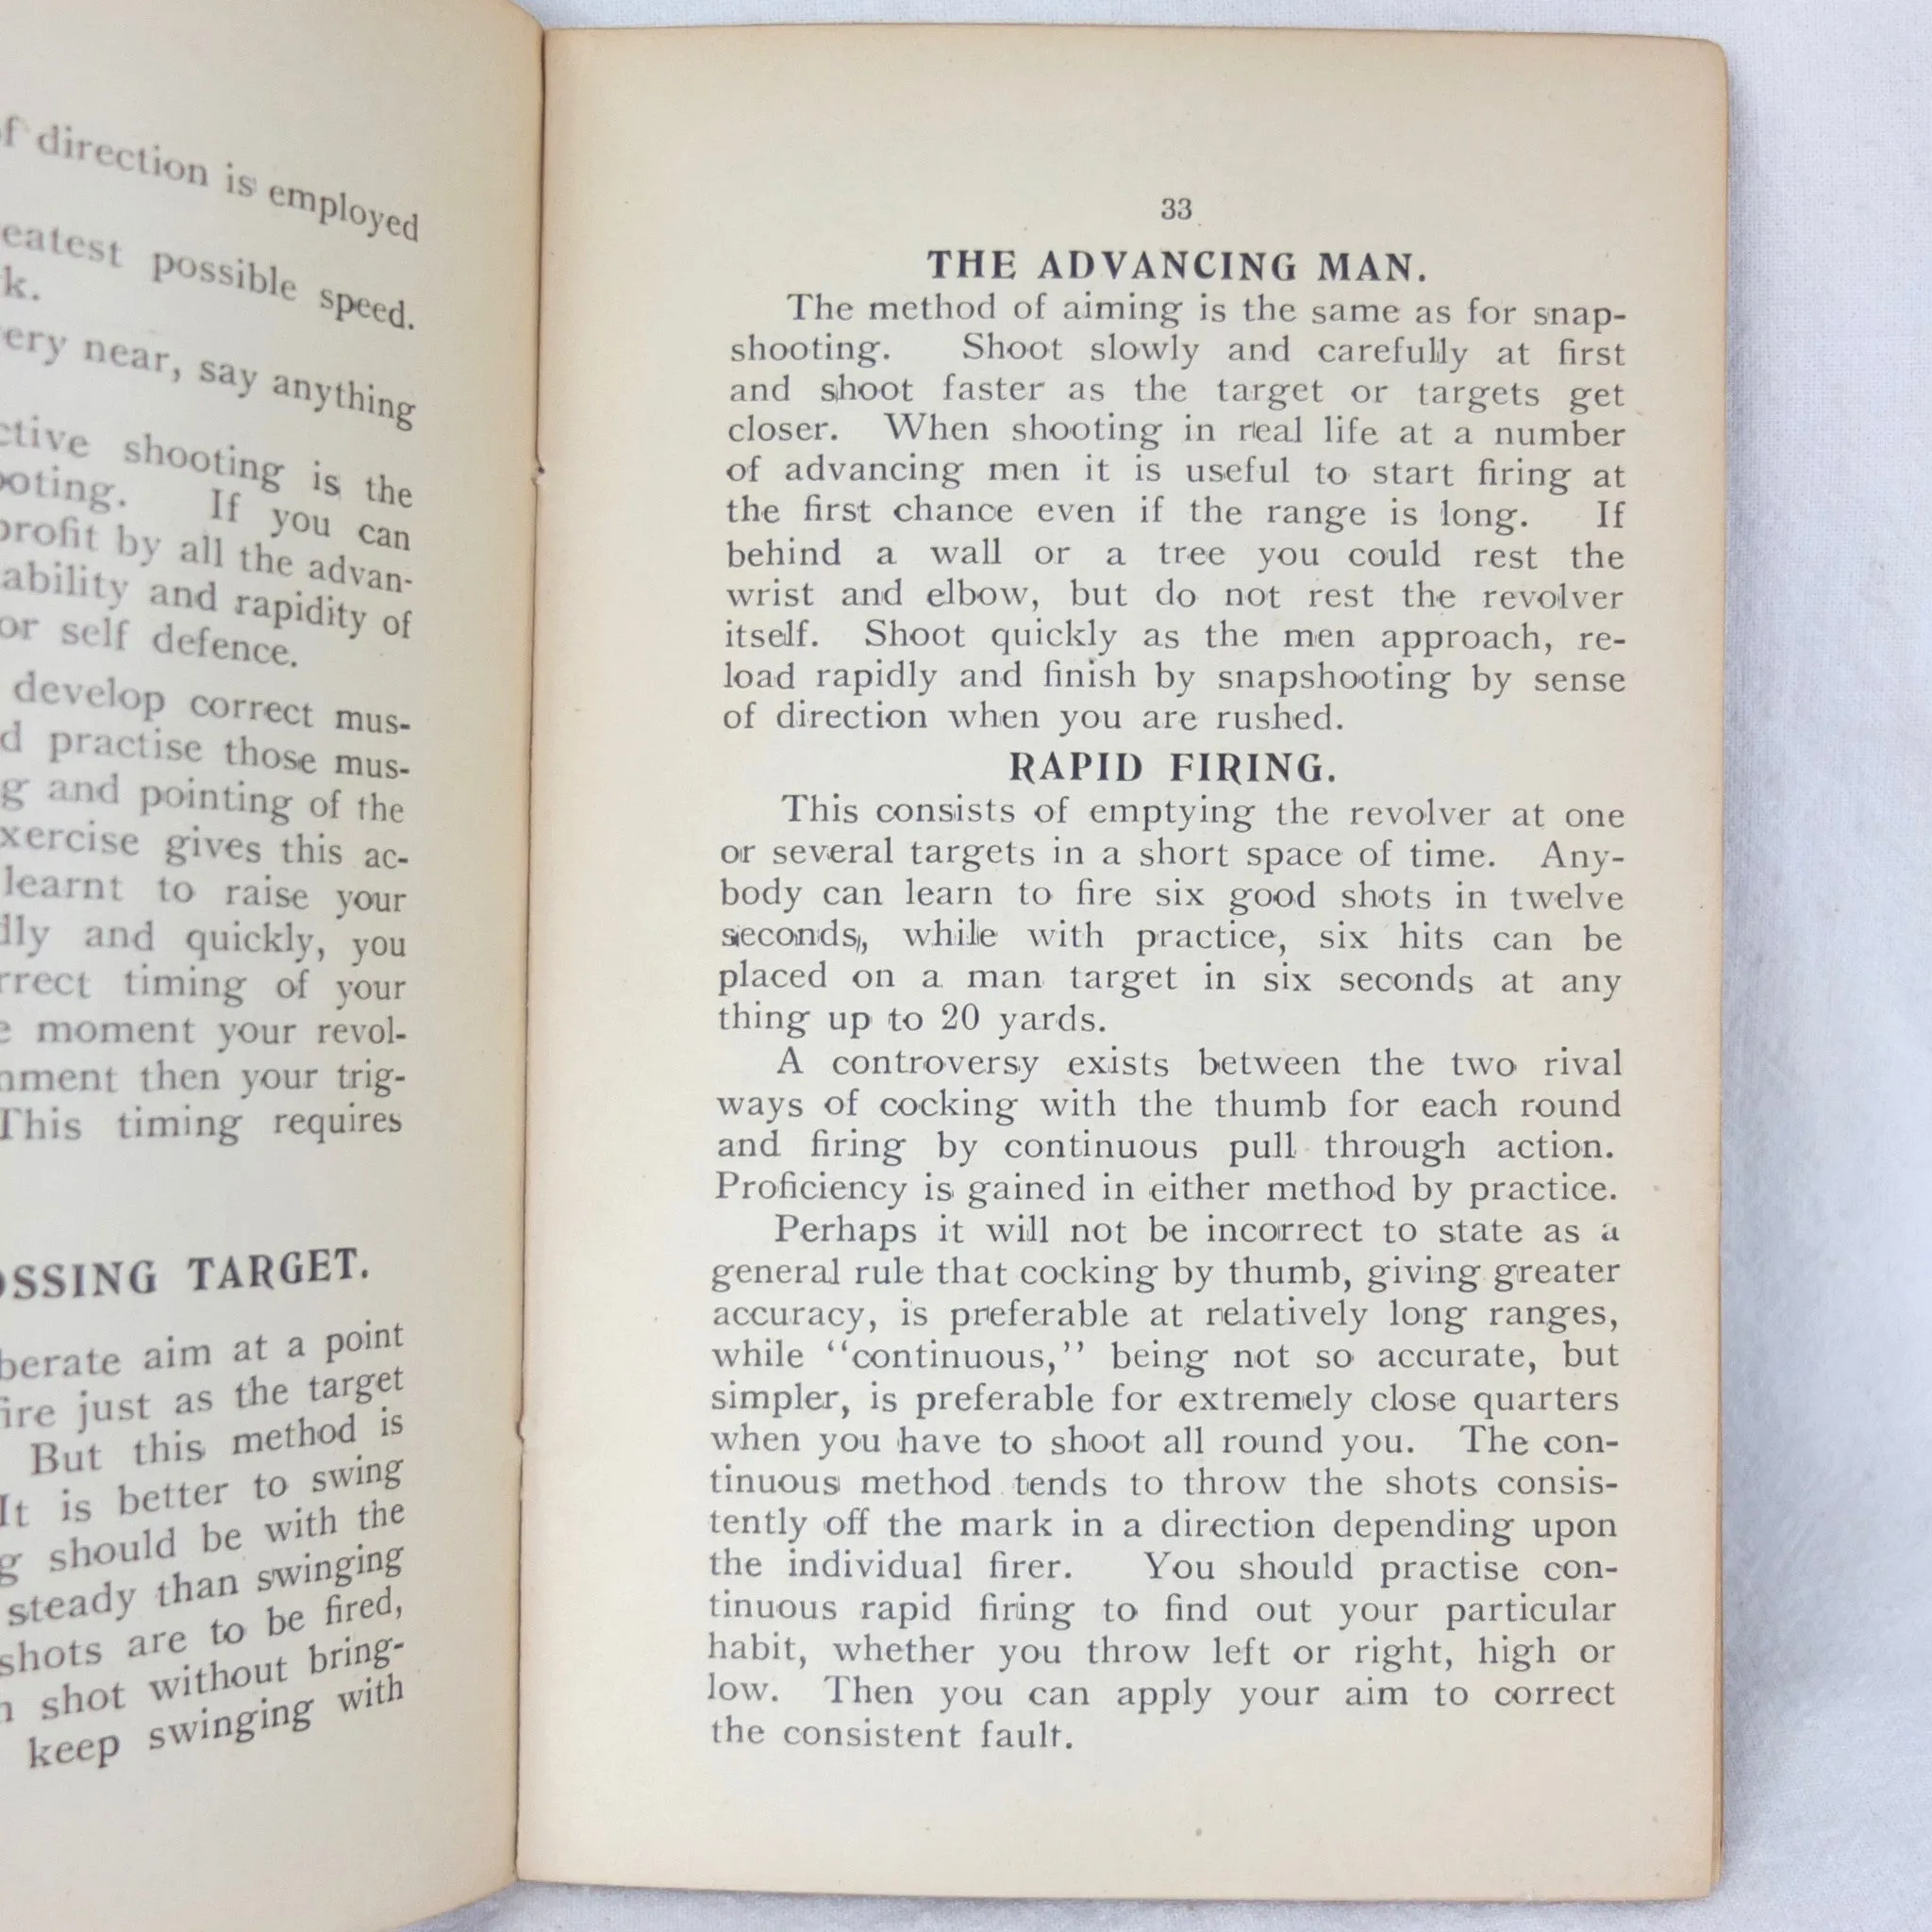 f direction is employed
eatest possible speed.
k.
ery near, say anything
ctive shooting is the
ooting. If you can
profit by all the advan-
ability and rapidity of
or self defence.
develop correct mus-
d practise those mus-
g and pointing of the
xercise gives this ac-
learnt to raise your
dly and quickly, you
rrect timing of your
e moment your revol-
nment then your trig-
This timing requires
OSSING TARGET.
berate aim at a point
fire just as the target
But this method is
It is better to swing
g should be with the
steady than swinging
shots are to be fired,
n shot without bring-
keep swinging with
33
THE ADVANCING MAN.
The method of aiming is the same as for snap-
shooting. Shoot slowly and carefully at first
and shoot faster as the target or targets get
closer. When shooting in real life at a number
of advancing men it is useful to start firing at
the first chance even if the range is long. If
behind a wall or a tree you could rest the
wrist and elbow, but do not rest the revolver
itself. Shoot quickly as the men approach, re-
load rapidly and finish by snapshooting by sense
of direction when you are rushed.
RAPID FIRING.
This consists of emptying the revolver at one
or several targets in a short space of time. Any-
body can learn to fire six good shots in twelve
seconds, while with practice, six hits can be
placed on a man target in six seconds at any
thing up to 20 yards.
A controversy exists between the two rival
ways of cocking with the thumb for each round
and firing by continuous pull through action.
Proficiency is gained in either method by practice.
Perhaps it will not be incorrect to state as a
general rule that cocking by thumb, giving greater
accuracy, is preferable at relatively long ranges,
while "continuous," being not so accurate, but
simpler, is preferable for extremely close quarters
when you have to shoot all round you. The con-
tinuous method tends to throw the shots consis-
tently off the mark in a direction depending upon
the individual firer. You should practise con-
tinuous rapid firing to find out your particular
habit, whether you throw left or right, high or
low. Then you can apply your aim to correct
the consistent fault.